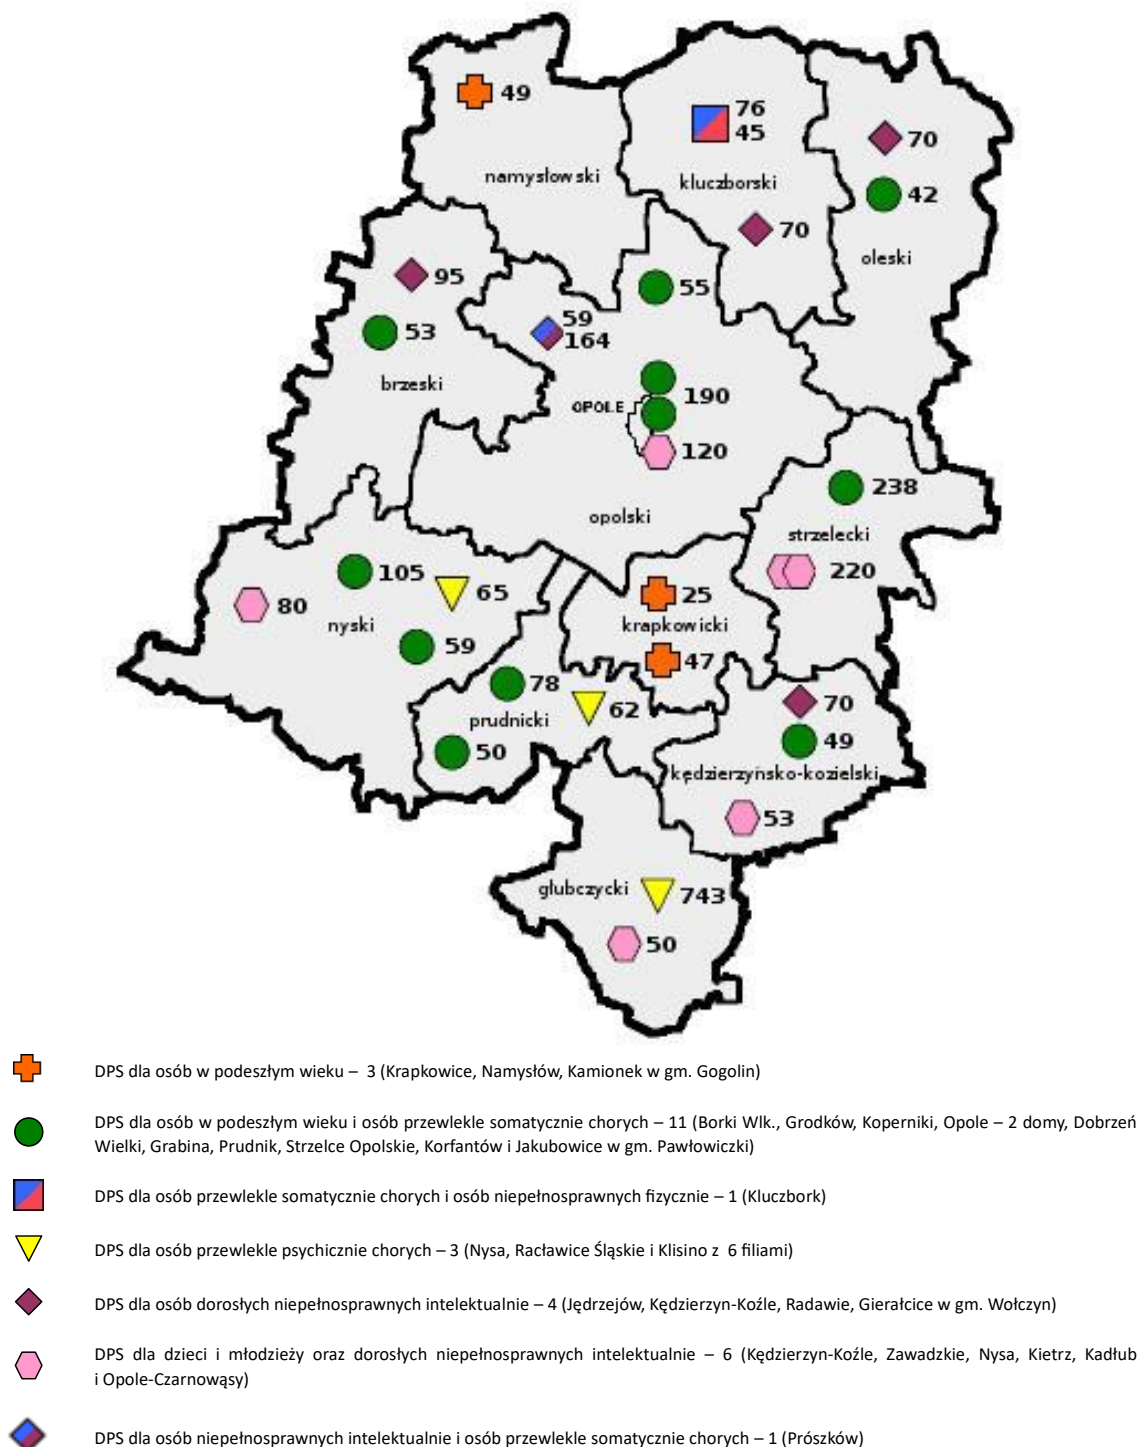 49
76
45
70
42
namysłowski
kluczborski
70
oleski
95
55
59
164
53
brzeski
190
OPOLE
120
238
opolski
strzelecki
105
65
220
80
25
nyski
krapkowicki
59
47
78
62
70
prudnicki
50
49
kędzierzyńsko-kozielski
53
głubczycki
743
50
DPS dla osób w podeszłym wieku – 3 (Krapkowice, Namysłów, Kamionek w gm. Gogolin)
DPS dla osób w podeszłym wieku i osób przewlekle somatycznie chorych – 11 (Borki Wlk., Grodków, Koperniki, Opole – 2 domy, Dobrzeń
Wielki, Grabina, Prudnik, Strzelce Opolskie, Korfantów i Jakubowice w gm. Pawłowiczki)
DPS dla osób przewlekle somatycznie chorych i osób niepełnosprawnych fizycznie – 1 (Kluczbork)
DPS dla osób przewlekle psychicznie chorych – 3 (Nysa, Racławice Śląskie i Klisino z 6 filiami)
DPS dla osób dorosłych niepełnosprawnych intelektualnie – 4 (Jędrzejów, Kędzierzyn-Koźle, Radawie, Gierałcice w gm. Wołczyn)
DPS dla dzieci i młodzieży oraz dorosłych niepełnosprawnych intelektualnie – 6 (Kędzierzyn-Koźle, Zawadzkie, Nysa, Kietrz, Kadłub
i Opole-Czarnowąsy)
DPS dla osób niepełnosprawnych intelektualnie i osób przewlekle somatycznie chorych – 1 (Prószków)